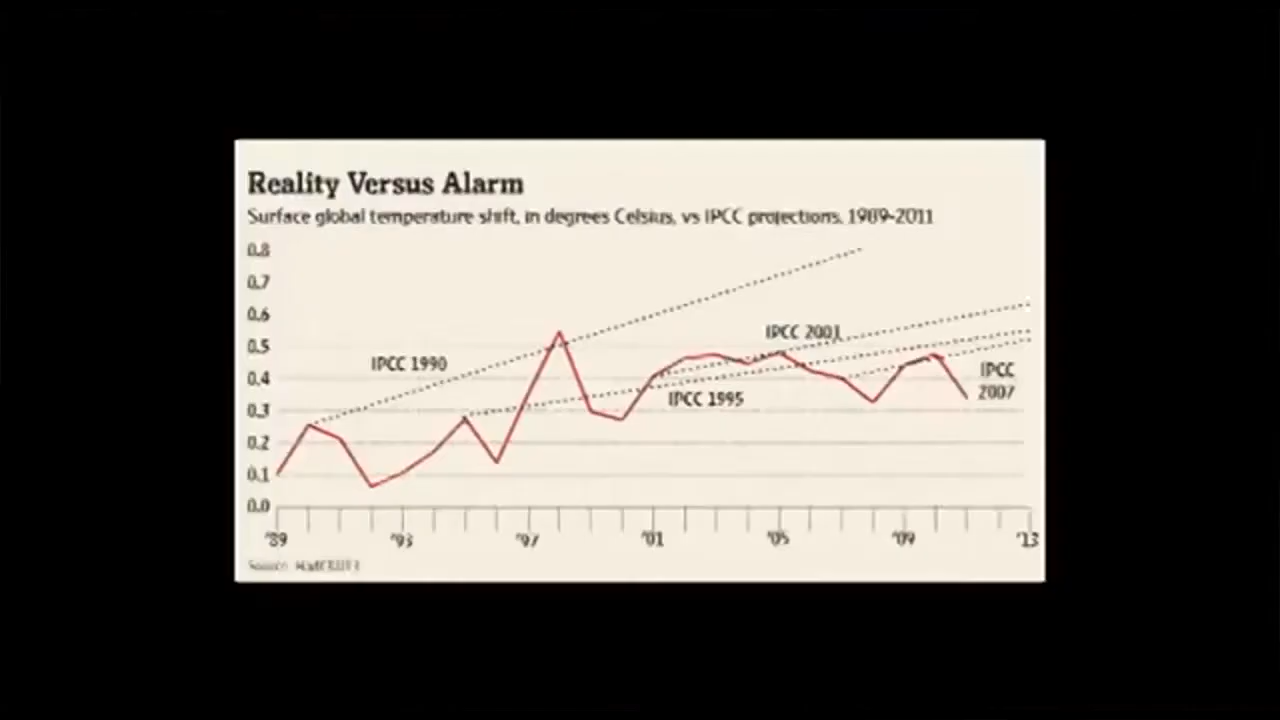 Reality Versus Alarm
Surface global temperature shift, in degrees Celsius, vs IPCC projections, 1989-2011
0.8
0.7
0.6
0.5
IPCC 2001
IPCC 1990
0.4
IPCC
2007
IPCC 1995
0.3
0.2
0.1
0.0
'89 '93 '97 '01 '05 '09 '13
Source: